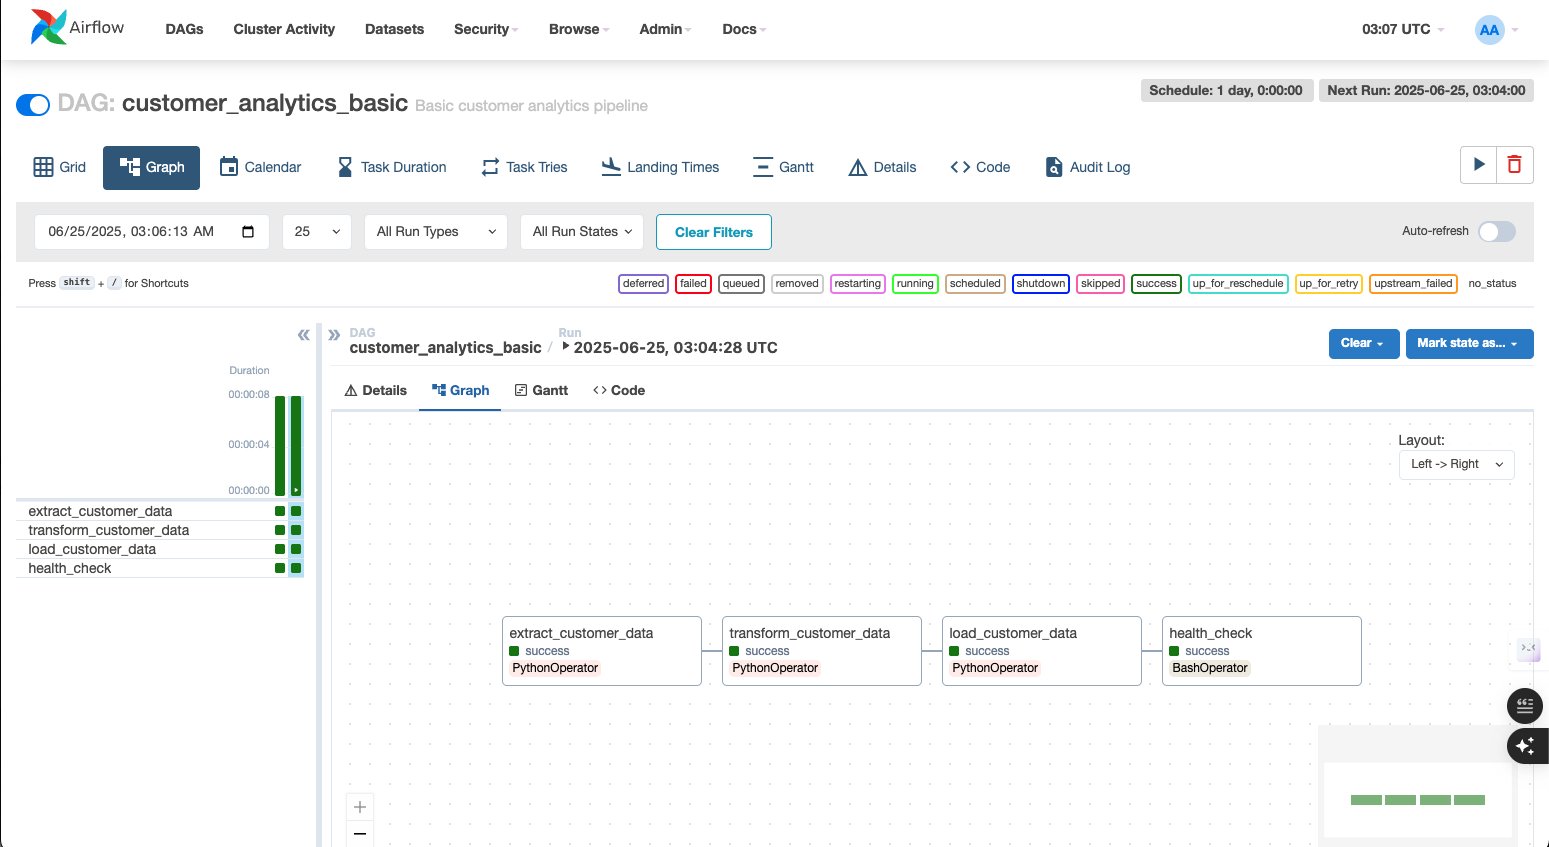 Airflow DAGs Cluster Activity Datasets Security Browse Admin Docs 03:07 UTC AA
Schedule: 1 day, 0:00:00 Next Run: 2025-06-25, 03:04:00
DAG: customer_analytics_basic Basic customer analytics pipeline
Grid Graph Calendar Task Duration Task Tries Landing Times Gantt Details Code Audit Log
06/25/2025, 03:06:13 AM 25 All Run Types All Run States Clear Filters Auto-refresh
Press shift + / for Shortcuts deferred failed queued removed restarting running scheduled shutdown skipped success up_for_reschedule up_for_retry upstream_failed no_status
DAG Run
customer_analytics_basic / 2025-06-25, 03:04:28 UTC Clear Mark state as...
Duration
00:00:08
00:00:04
00:00:00
extract_customer_data
transform_customer_data
load_customer_data
health_check
Details Graph Gantt Code
Layout:
Left -> Right
extract_customer_data
success
PythonOperator
transform_customer_data
success
PythonOperator
load_customer_data
success
PythonOperator
health_check
success
BashOperator